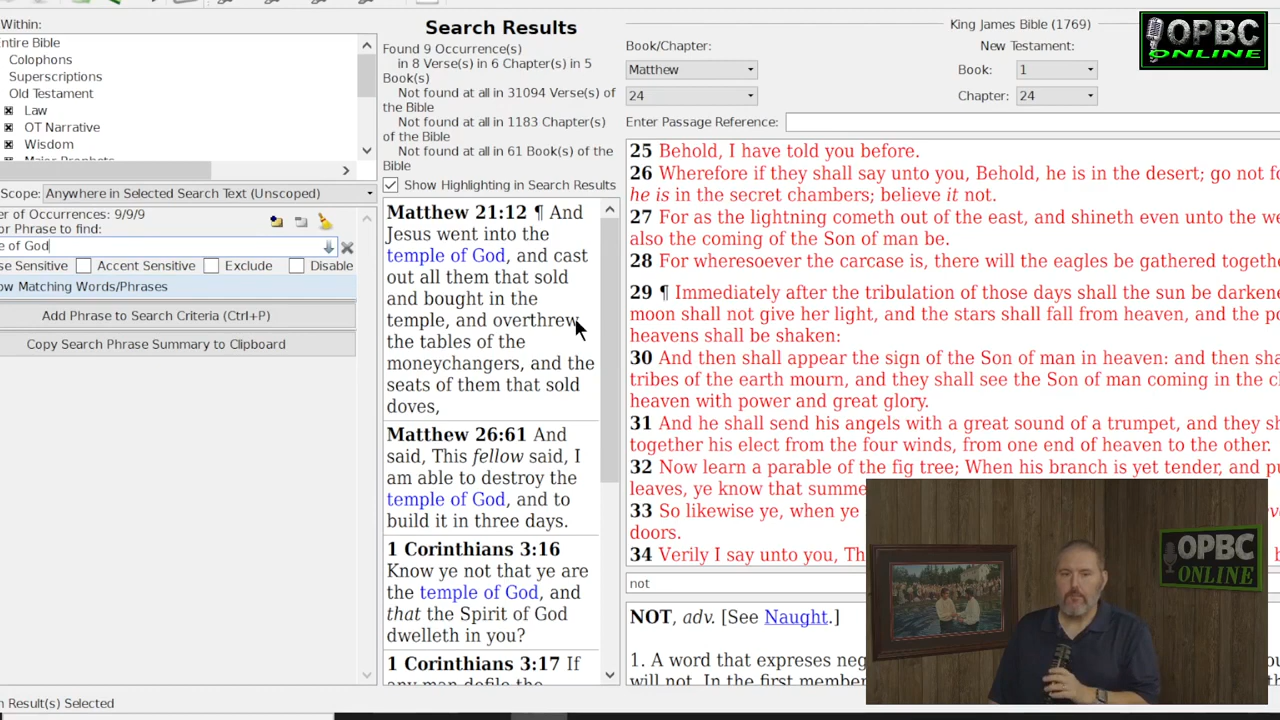 Within:
ntire Bible
Colophons
Superscriptions
Old Testament
Law
OT Narrative
Wisdom
Major Prophets
Scope: Anywhere in Selected Search Text (Unscoped)
er of Occurrences: 9/9/9
or Phrase to find:
e of God
se Sensitive Accent Sensitive Exclude Disable
ow Matching Words/Phrases
Add Phrase to Search Criteria (Ctrl+P)
Copy Search Phrase Summary to Clipboard
Result(s) Selected
Search Results
Found 9 Occurrence(s)
in 8 Verse(s) in 6 Chapter(s) in 5
Book(s)
Not found at all in 31094 Verse(s) of
the Bible
Not found at all in 1183 Chapter(s)
of the Bible
Not found at all in 61 Book(s) of the
Bible
Show Highlighting in Search Results
Matthew 21:12 ¶ And
Jesus went into the
temple of God, and cast
out all them that sold
and bought in the
temple, and overthrew
the tables of the
moneychangers, and the
seats of them that sold
doves,
Matthew 26:61 And
said, This fellow said, I
am able to destroy the
temple of God, and to
build it in three days.
1 Corinthians 3:16
Know ye not that ye are
the temple of God, and
that the Spirit of God
dwelleth in you?
1 Corinthians 3:17 If
any man defile the
King James Bible (1769)
Book/Chapter:
New Testament:
Matthew
Book: 1
24
Chapter: 24
Enter Passage Reference:
25 Behold, I have told you before.
26 Wherefore if they shall say unto you, Behold, he is in the desert; go not fo
he is in the secret chambers; believe it not.
27 For as the lightning cometh out of the east, and shineth even unto the we
also the coming of the Son of man be.
28 For wheresoever the carcase is, there will the eagles be gathered togethe
29 ¶ Immediately after the tribulation of those days shall the sun be darkene
moon shall not give her light, and the stars shall fall from heaven, and the po
heavens shall be shaken:
30 And then shall appear the sign of the Son of man in heaven: and then sha
tribes of the earth mourn, and they shall see the Son of man coming in the cl
heaven with power and great glory.
31 And he shall send his angels with a great sound of a trumpet, and they s
together his elect from the four winds, from one end of heaven to the other.
32 Now learn a parable of the fig tree; When his branch is yet tender, and pu
leaves, ye know that summe
33 So likewise ye, when ye
doors.
34 Verily I say unto you, Th
not
NOT, adv. [See Naught.]
1. A word that expreses neg
will not. In the first member
OPBC
ONLINE
OPBC
ONLINE